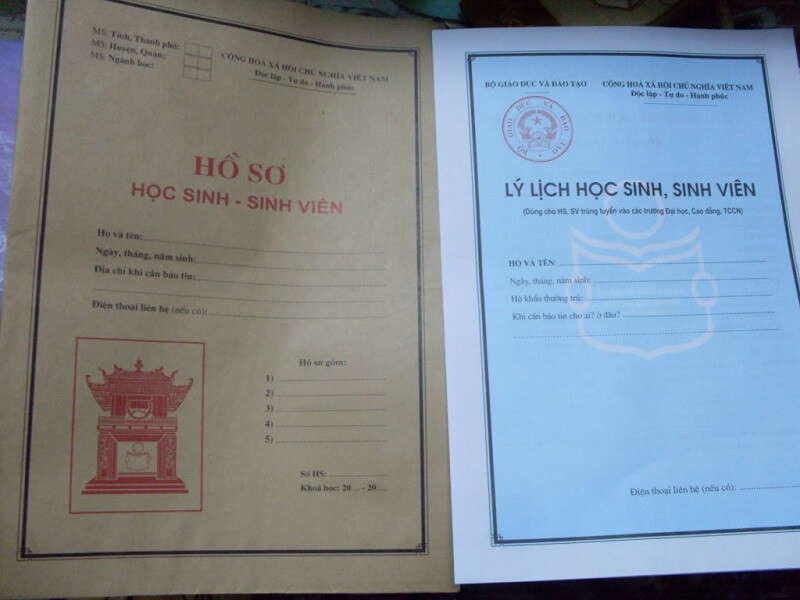 MS: Tỉnh, Thành phố:
MS: Huyện, Quận:
MS: Ngành học:
CỘNG HOÀ XÃ HỘI CHỦ NGHĨA VIỆT NAM
Độc lập - Tự do - Hạnh phúc
HỒ SƠ
HỌC SINH - SINH VIÊN
Họ và tên:
Ngày, tháng, năm sinh:
Địa chỉ khi cần báo tin:
Điện thoại liên hệ (nếu có):
Hồ sơ gồm:
1)
2)
3)
4)
5)
Số HS:
Khoá học: 20.... - 20....
BỘ GIÁO DỤC VÀ ĐÀO TẠO
CỘNG HOÀ XÃ HỘI CHỦ NGHĨA VIỆT NAM
Độc lập - Tự do - Hạnh phúc
BỘ GIÁO DỤC VÀ ĐÀO TẠO
LÝ LỊCH HỌC SINH, SINH VIÊN
(Dùng cho HS, SV trúng tuyển vào các trường Đại học, Cao đẳng, TCCN)
HỌ VÀ TÊN:
Ngày, tháng, năm sinh:
Hộ khẩu thường trú:
Khi cần báo tin cho ai? ở đâu?
Điện thoại liên hệ (nếu có):